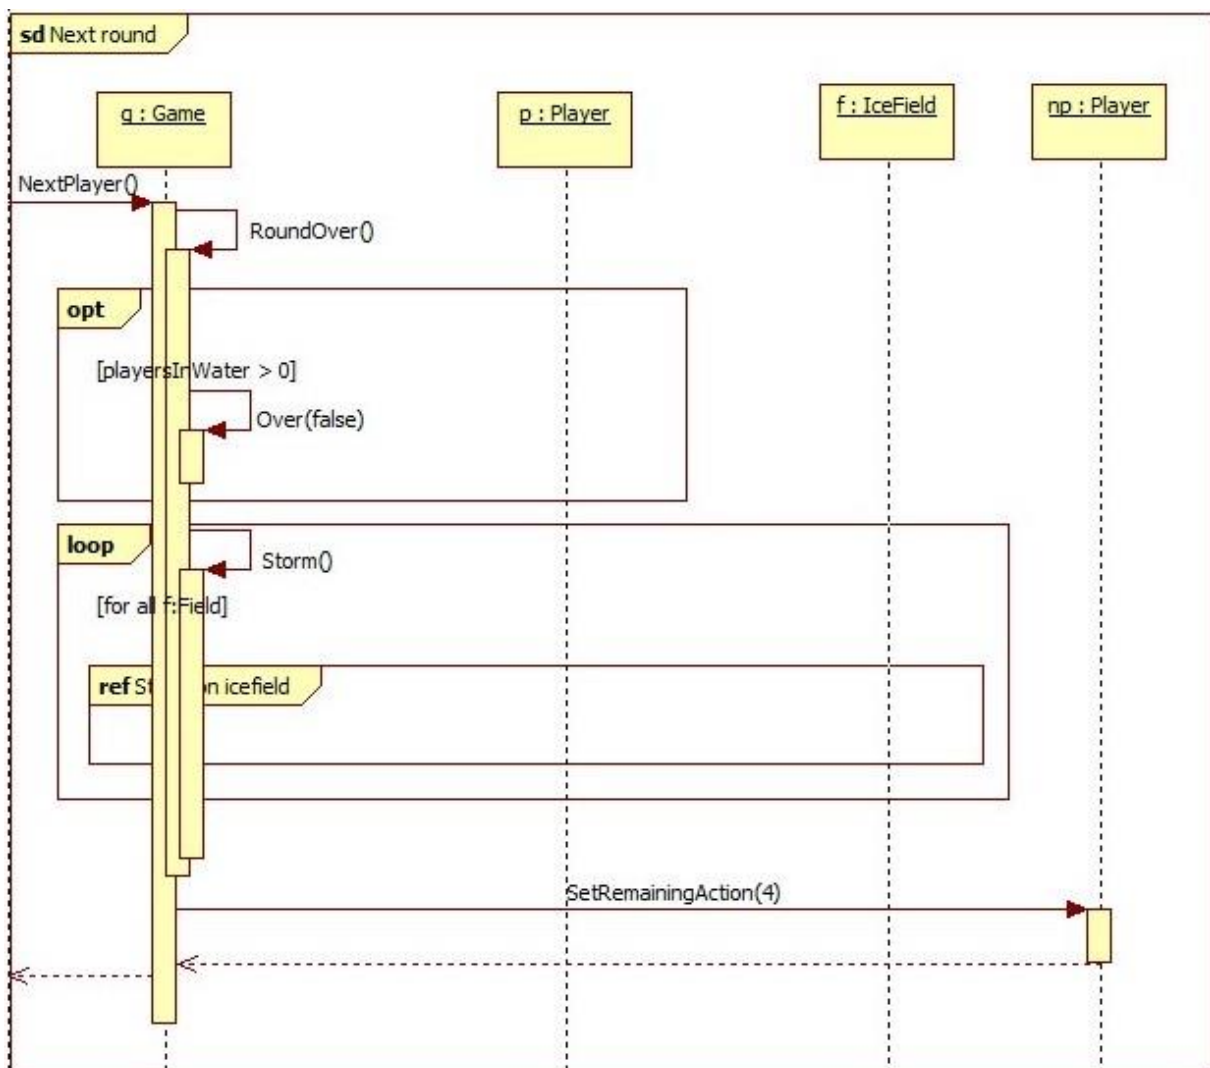 sd Next round
g : Game
p : Player
f : IceField
np : Player
NextPlayer()
RoundOver()
opt
[playersInWater > 0]
Over(false)
loop
Storm()
[for all f:Field]
ref icefield
SetRemainingAction(4)